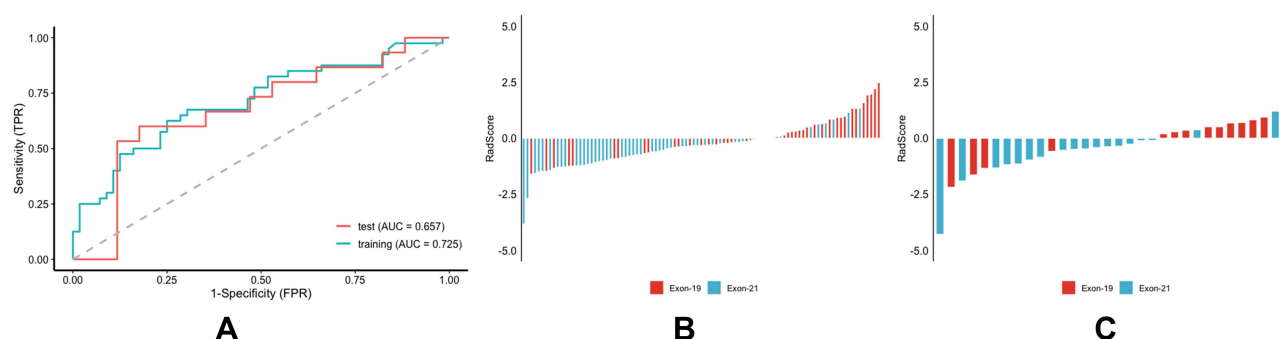 Sensitivity (TPR)
1.00
0.75
0.50
0.25
0.00
test (AUC = 0.657)
training (AUC = 0.725)
0.00 0.25 0.50 0.75 1.00
1-Specificity (FPR)
A
RadScore
5.0
2.5
0.0
-2.5
-5.0
Exon-19 Exon-21
B
RadScore
5.0
2.5
0.0
-2.5
-5.0
Exon-19 Exon-21
C